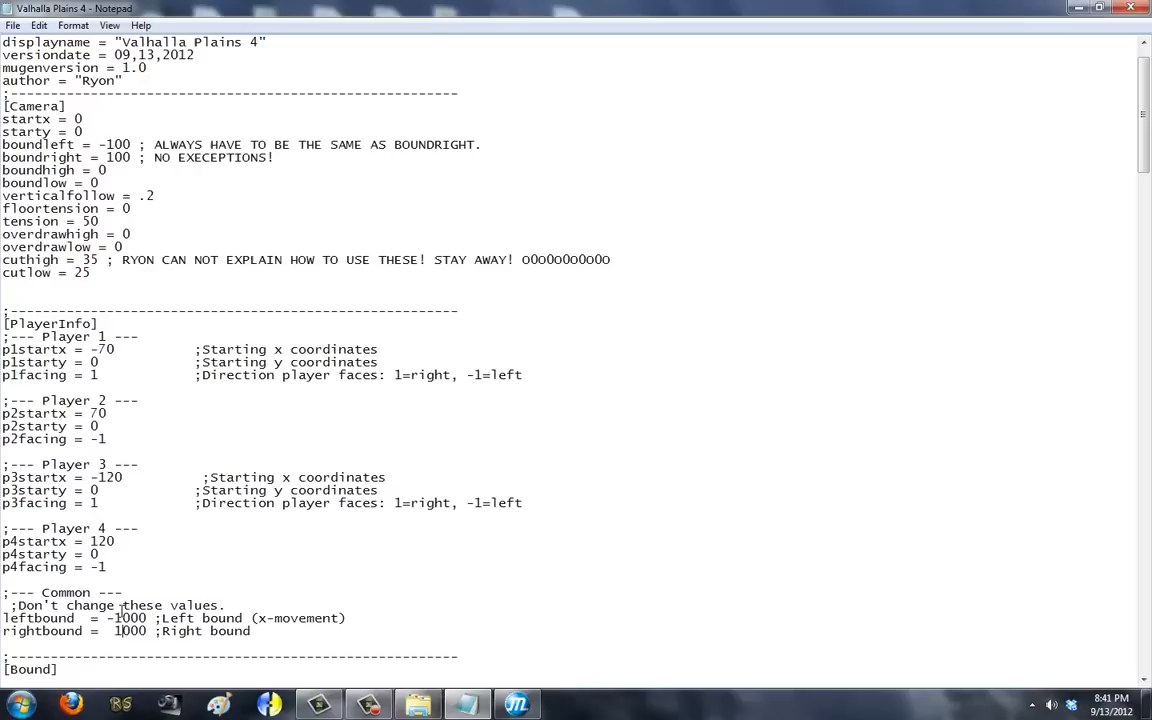 Valhalla Plains 4 - Notepad
File Edit Format View Help
displayname = "Valhalla Plains 4"
versiondate = 09,13,2012
mugenversion = 1.0
author = "Ryon"
;---------------------------------------------------------
[Camera]
startx = 0
starty = 0
boundleft = -100 ; ALWAYS HAVE TO BE THE SAME AS BOUNDRIGHT.
boundright = 100 ; NO EXECEPTIONS!
boundhigh = 0
boundlow = 0
verticalfollow = .2
floortension = 0
tension = 50
overdrawhigh = 0
overdrawlow = 0
cuthigh = 35 ; RYON CAN NOT EXPLAIN HOW TO USE THESE! STAY AWAY! oOoOoOoOoOo
cutlow = 25
;---------------------------------------------------------
[PlayerInfo]
;--- Player 1 ---
p1startx = -70 ;Starting x coordinates
p1starty = 0 ;Starting y coordinates
p1facing = 1 ;Direction player faces: 1=right, -1=left
;--- Player 2 ---
p2startx = 70
p2starty = 0
p2facing = -1
;--- Player 3 ---
p3startx = -120 ;Starting x coordinates
p3starty = 0 ;Starting y coordinates
p3facing = 1 ;Direction player faces: 1=right, -1=left
;--- Player 4 ---
p4startx = 120
p4starty = 0
p4facing = -1
;--- Common ---
;Don't change these values.
leftbound = -1000 ;Left bound (x-movement)
rightbound = 1000 ;Right bound
;---------------------------------------------------------
[Bound]
RS
8:41 PM
9/13/2012